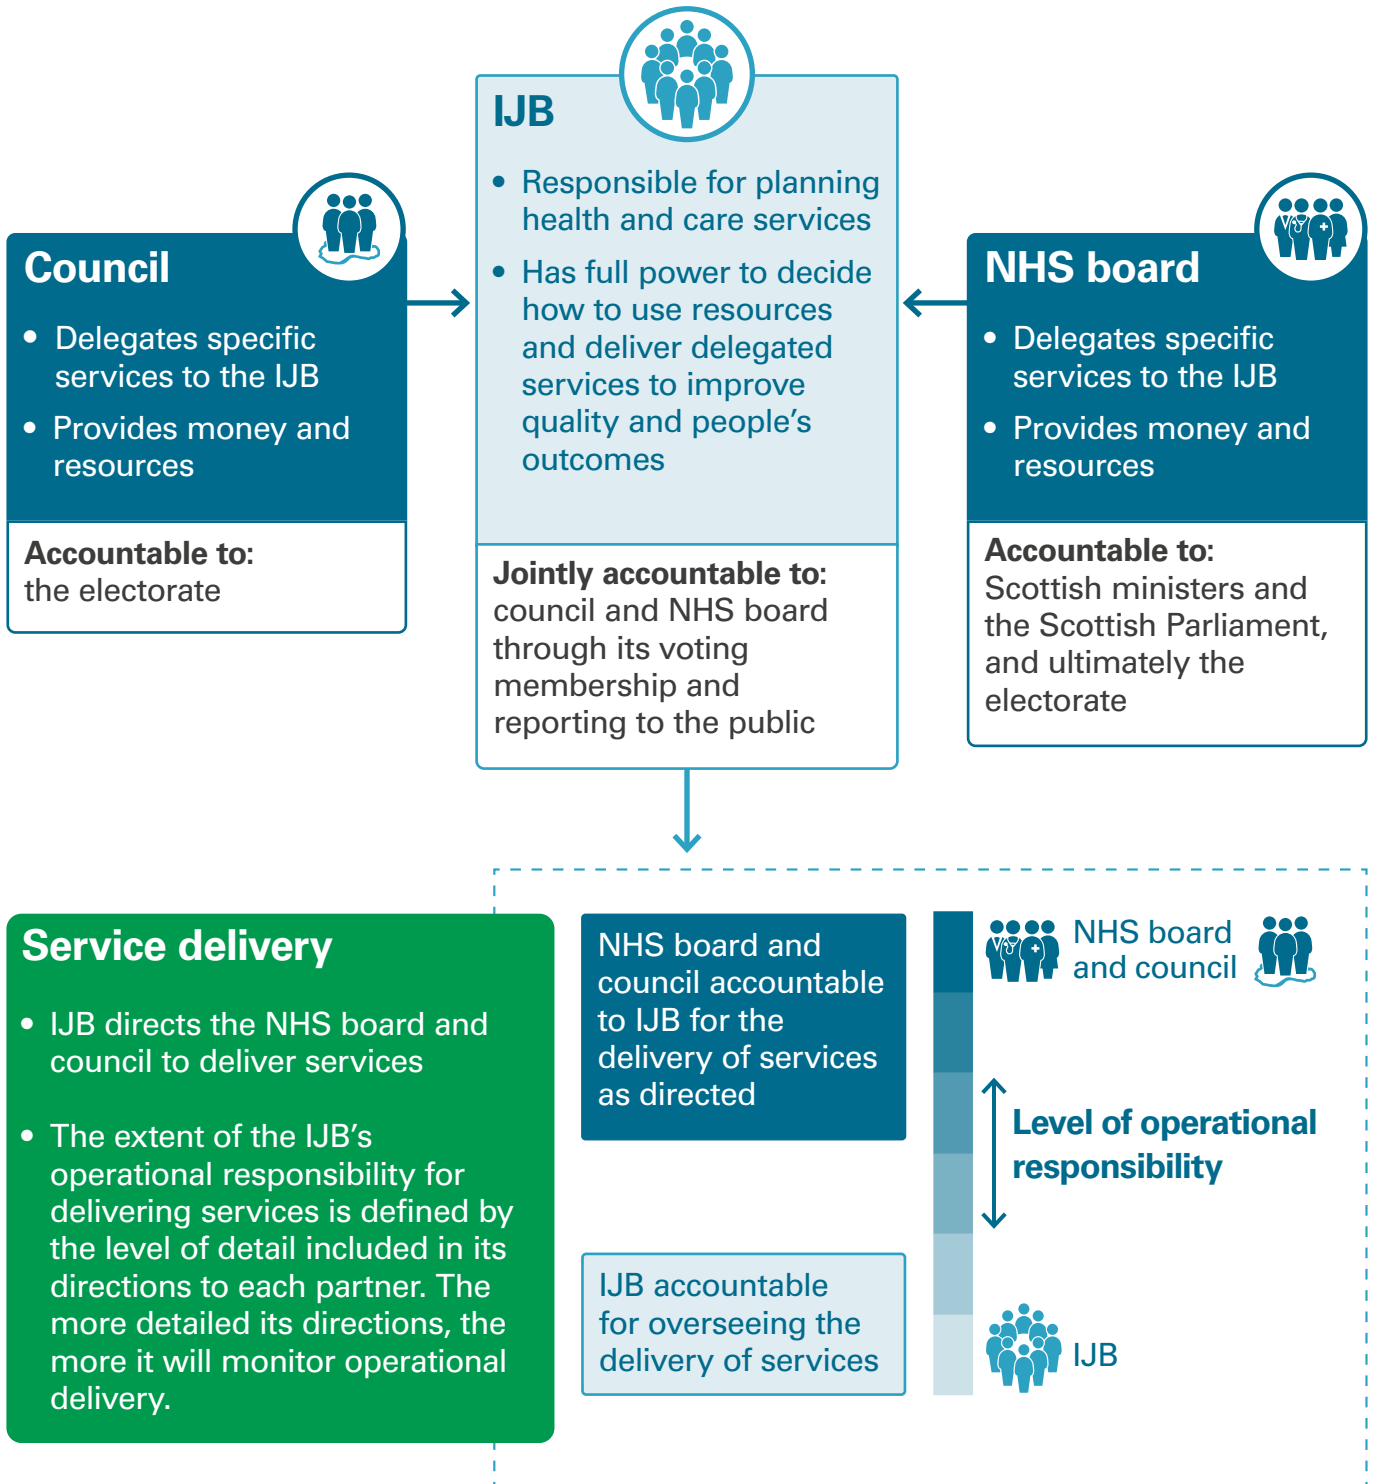 IJB
• Responsible for planning
health and care services
• Has full power to decide
how to use resources
and deliver delegated
services to improve
quality and people’s
outcomes
Jointly accountable to:
council and NHS board
through its voting
membership and
reporting to the public
Council
• Delegates specific
services to the IJB
• Provides money and
resources
Accountable to:
the electorate
NHS board
• Delegates specific
services to the IJB
• Provides money and
resources
Accountable to:
Scottish ministers and
the Scottish Parliament,
and ultimately the
electorate
Service delivery
• IJB directs the NHS board and
council to deliver services
• The extent of the IJB’s
operational responsibility for
delivering services is defined by
the level of detail included in its
directions to each partner. The
more detailed its directions, the
more it will monitor operational
delivery.
NHS board and
council accountable
to IJB for the
delivery of services
as directed
IJB accountable
for overseeing the
delivery of services
NHS board
and council
Level of operational
responsibility
IJB